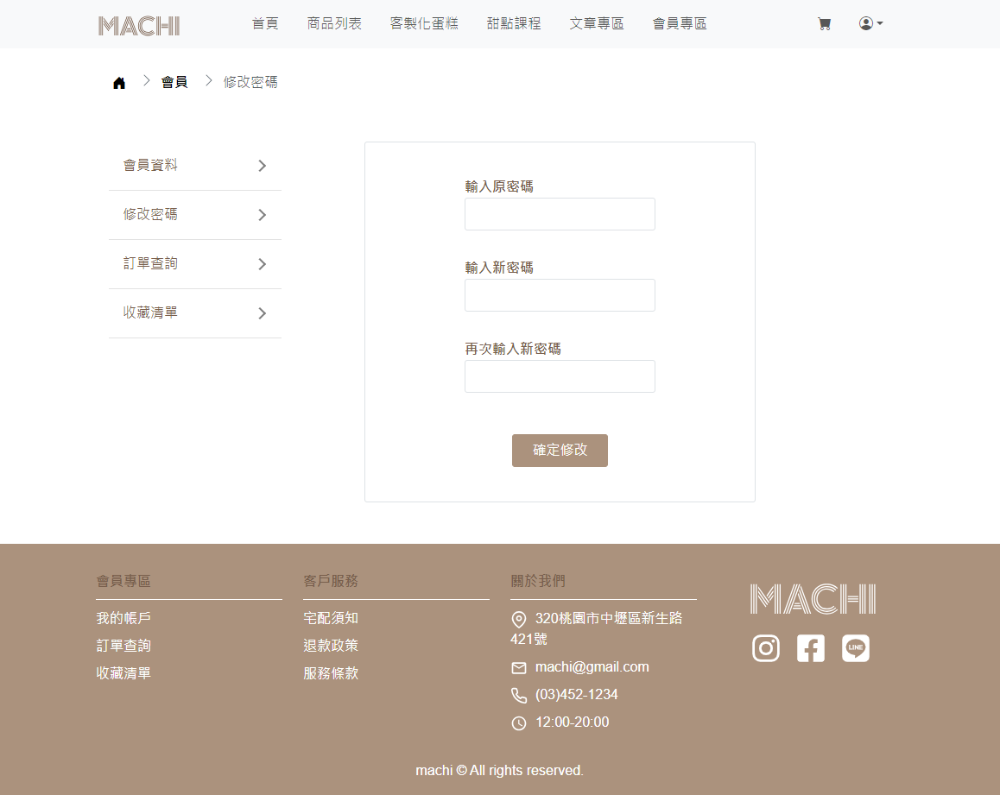 MACHI
首頁 商品列表 客製化蛋糕 甜點課程 文章專區 會員專區
會員 修改密碼
會員資料
修改密碼
訂單查詢
收藏清單
輸入原密碼
輸入新密碼
再次輸入新密碼
確定修改
會員專區
我的帳戶
訂單查詢
收藏清單
客戶服務
宅配須知
退款政策
服務條款
關於我們
320桃園市中壢區新生路
421號
machi@gmail.com
(03)452-1234
12:00-20:00
MACHI
LINE
machi © All rights reserved.